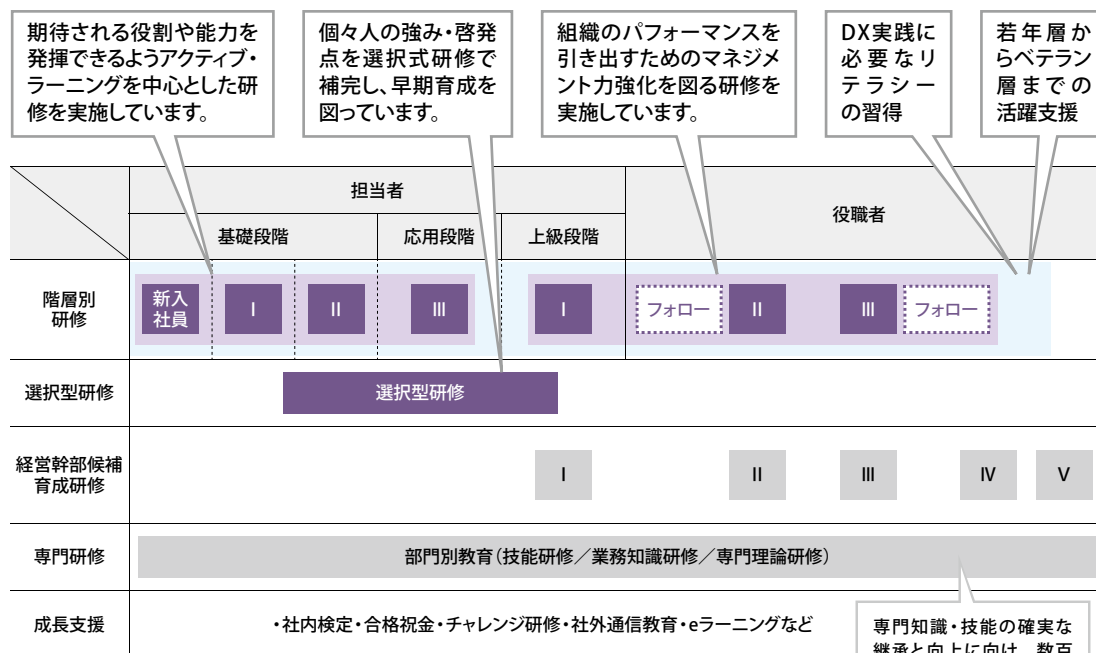 期待される役割や能力を
発揮できるようアクティブ・
ラーニングを中心とした研
修を実施しています。
個々人の強み・啓発
点を選択式研修で
補完し、早期育成を
図っています。
組織のパフォーマンスを
引き出すためのマネジメ
ント力強化を図る研修を
実施しています。
DX実践に
必要なリ
テラシー
の習得
若年層か
らベテラン
層までの
活躍支援
担当者
役職者
基礎段階
応用段階
上級段階
階層別
研修
新入
社員
Ⅰ
Ⅱ
Ⅲ
Ⅰ
フォロー
Ⅱ
Ⅲ
フォロー
選択型研修
選択型研修
経営幹部候補
育成研修
Ⅰ
Ⅱ
Ⅲ
Ⅳ
Ⅴ
専門研修
部門別教育(技能研修／業務知識研修／専門理論研修)
成長支援
・社内検定・合格祝金・チャレンジ研修・社外通信教育・eラーニングなど
専門知識・技能の確実な
継承と向上に向け、数百